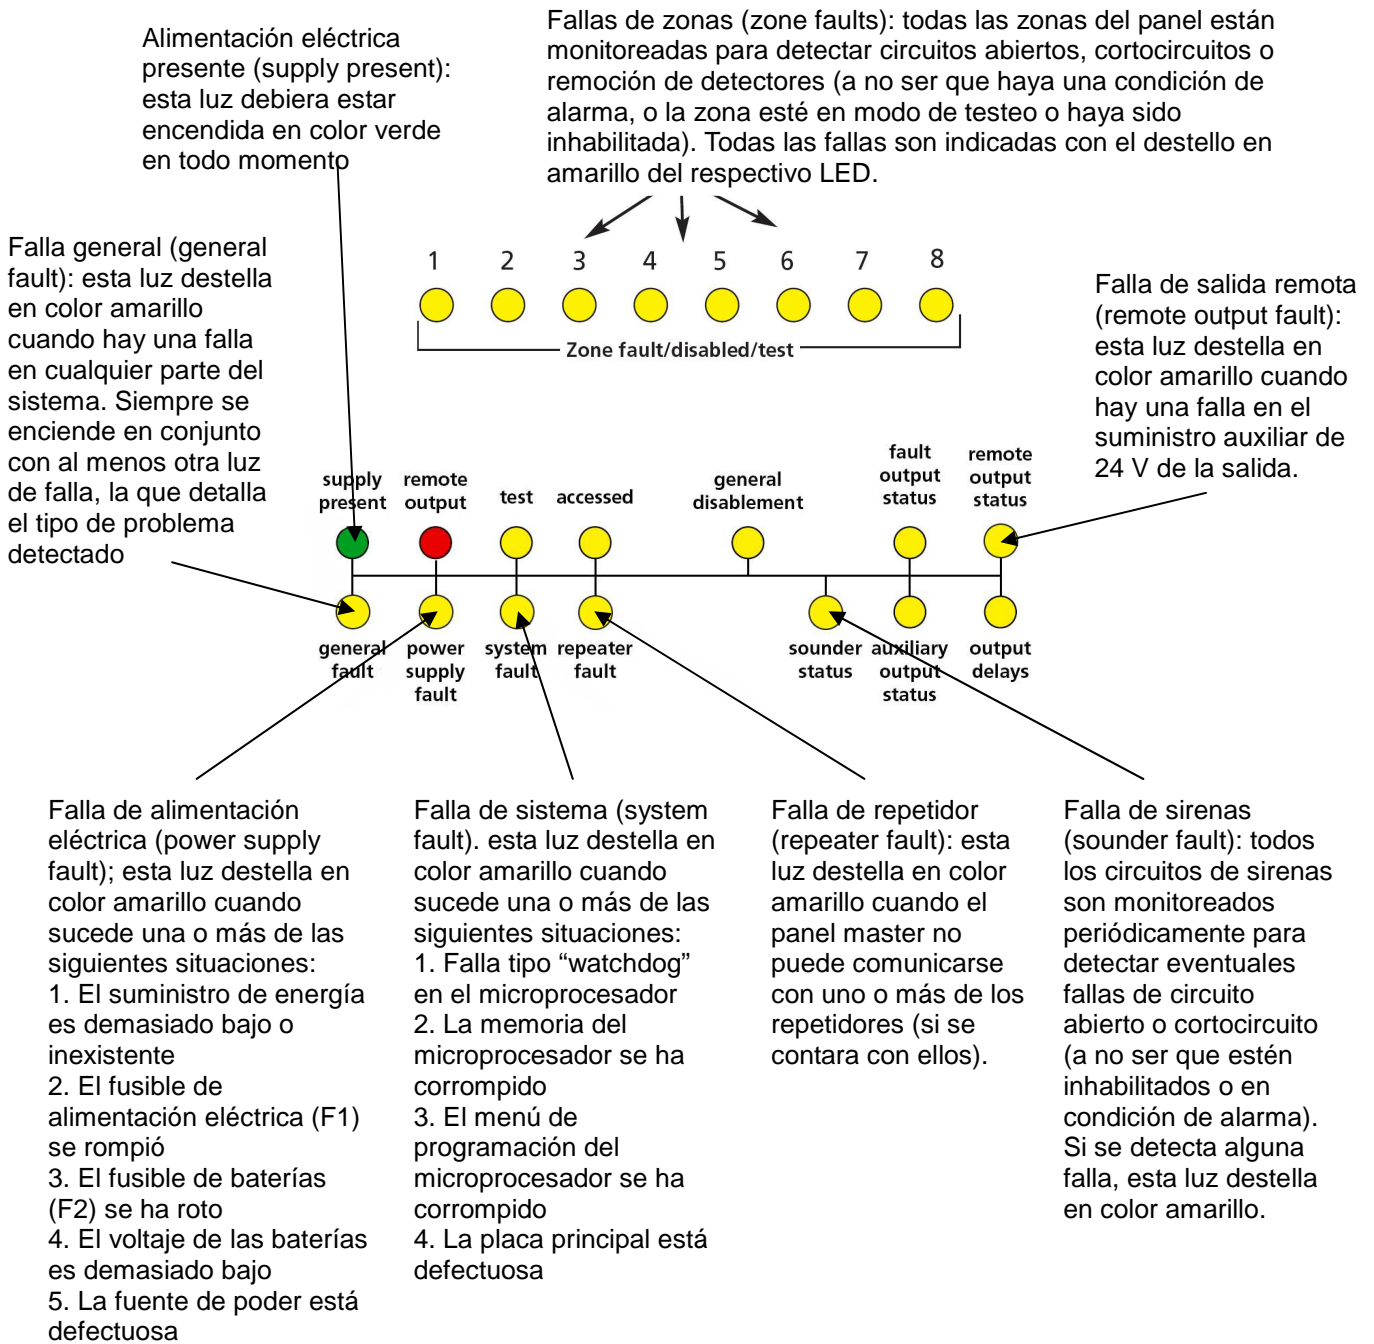 Alimentación eléctrica
presente (supply present):
esta luz debiera estar
encendida en color verde
en todo momento
Fallas de zonas (zone faults): todas las zonas del panel están
monitoreadas para detectar circuitos abiertos, cortocircuitos o
remoción de detectores (a no ser que haya una condición de
alarma, o la zona esté en modo de testeo o haya sido
inhabilitada). Todas las fallas son indicadas con el destello en
amarillo del respectivo LED.
Falla general (general
fault): esta luz destella
en color amarillo
cuando hay una falla
en cualquier parte del
sistema. Siempre se
enciende en conjunto
con al menos otra luz
de falla, la que detalla
el tipo de problema
detectado
1 2 3 4 5 6 7 8
Zone fault/disabled/test
Falla de salida remota
(remote output fault):
esta luz destella en
color amarillo cuando
hay una falla en el
suministro auxiliar de
24 V de la salida.
supply
present
remote
output
test
accessed
general
disablement
fault
output
status
remote
output
status
general
fault
power
supply
fault
system
fault
repeater
fault
sounder
status
auxiliary
output
status
output
delays
Falla de alimentación
eléctrica (power supply
fault); esta luz destella en
color amarillo cuando
sucede una o más de las
siguientes situaciones:
1. El suministro de energía
es demasiado bajo o
inexistente
2. El fusible de
alimentación eléctrica (F1)
se rompió
3. El fusible de baterías
(F2) se ha roto
4. El voltaje de las baterías
es demasiado bajo
5. La fuente de poder está
defectuosa
Falla de sistema (system
fault). esta luz destella en
color amarillo cuando
sucede una o más de las
siguientes situaciones:
1. Falla tipo “watchdog”
en el microprocesador
2. La memoria del
microprocesador se ha
corrompido
3. El menú de
programación del
microprocesador se ha
corrompido
4. La placa principal está
defectuosa
Falla de repetidor
(repeater fault): esta
luz destella en color
amarillo cuando el
panel master no
puede comunicarse
con uno o más de los
repetidores (si se
contara con ellos).
Falla de sirenas
(sounder fault): todos
los circuitos de sirenas
son monitoreados
periódicamente para
detectar eventuales
fallas de circuito
abierto o cortocircuito
(a no ser que estén
inhabilitados o en
condición de alarma).
Si se detecta alguna
falla, esta luz destella
en color amarillo.